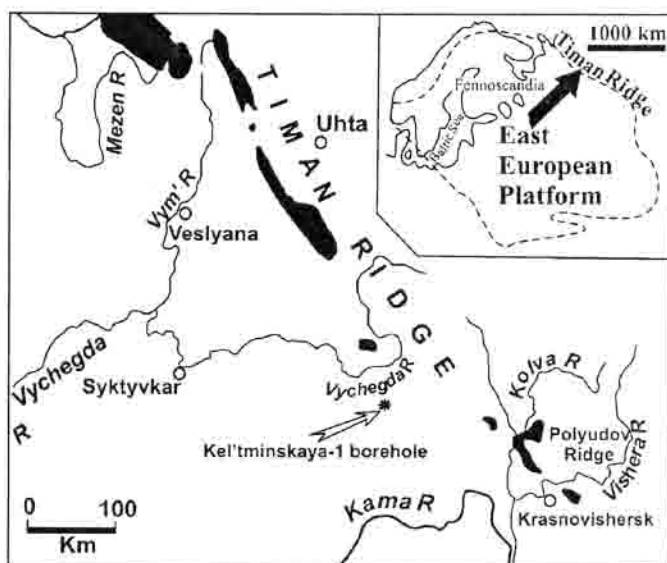 Mezen R
TIMAN RIDGE
Uhta
Vym' R
Veslyana
Vychegda R
Syktyvkar
Vychegda R
Kel'tminskaya-1 borehole
Kolva R
Polyudov
Ridge
Vishera R
Krasnovishersk
Kama R
0 100
Km
1000 km
Timan Ridge
Fennoscandia
Baltic Sea
East
European
Platform